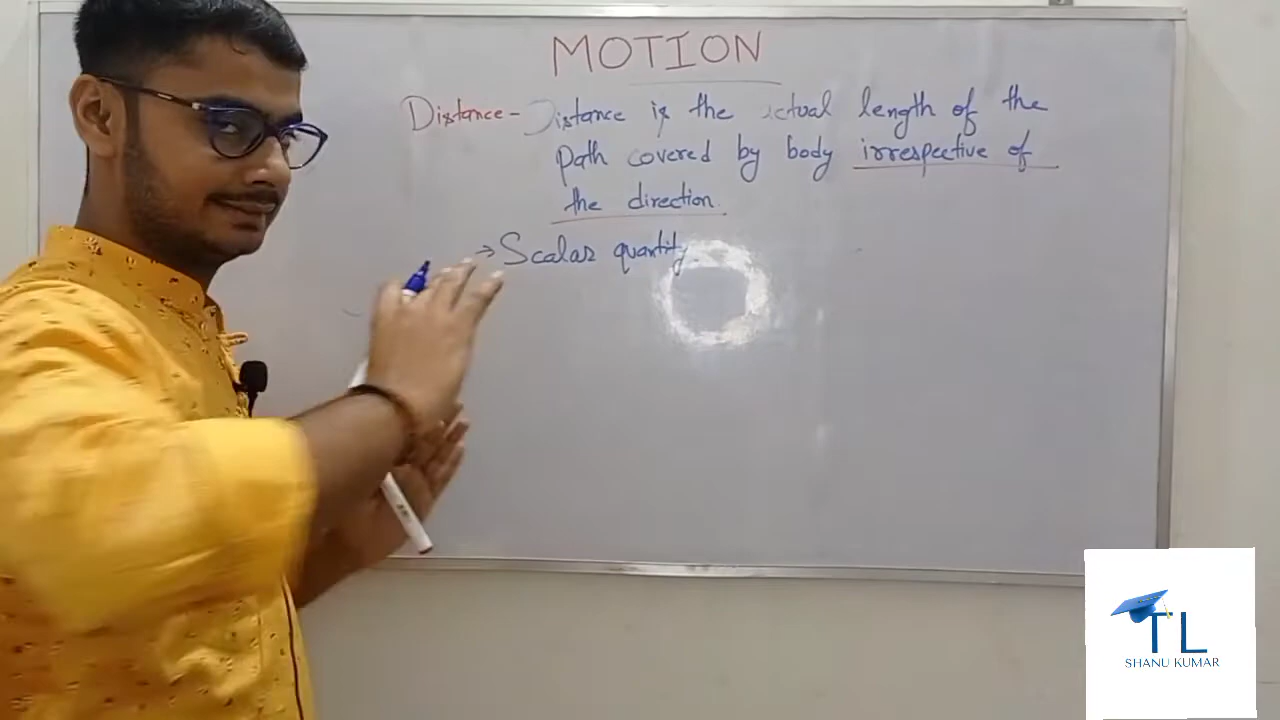 MOTION
Distance - Distance is the actual length of the
path covered by body irrespective of
the direction.
→ Scalar quantity
TL
SHANU KUMAR